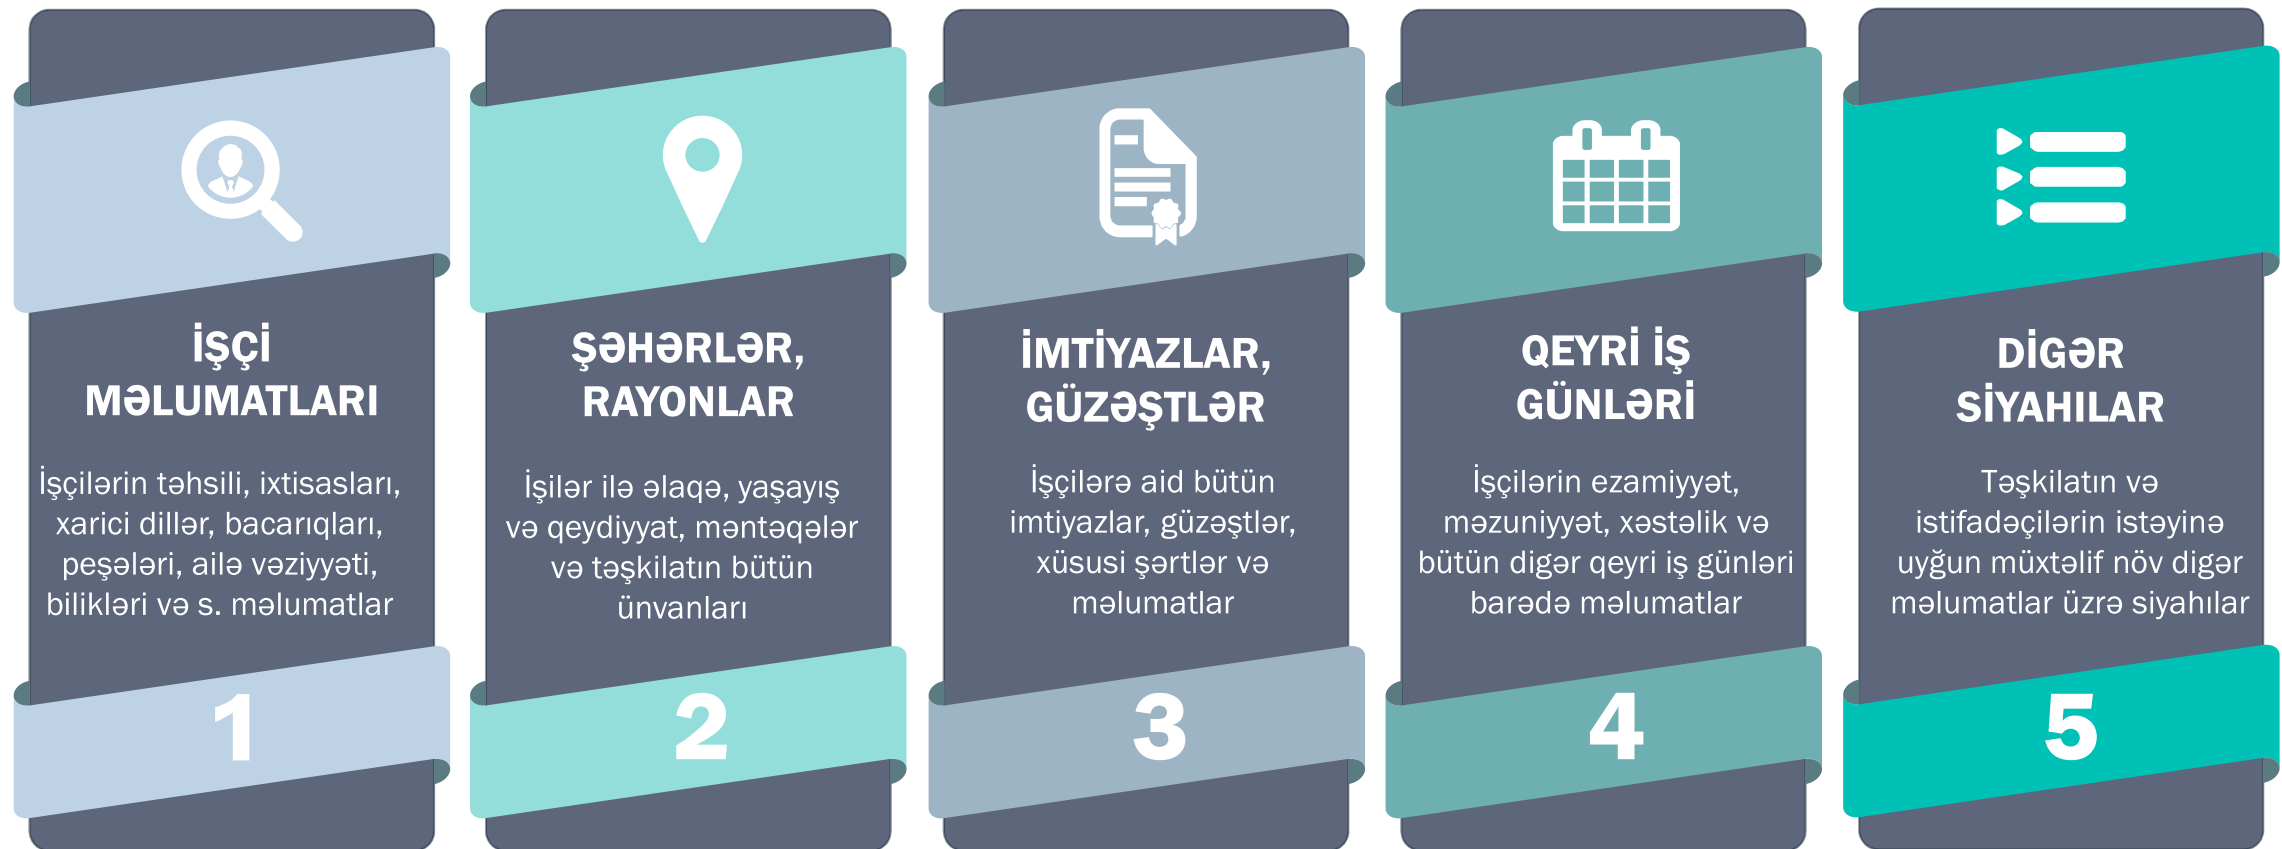 İŞÇİ
MƏLUMATLARI
İşçilərin təhsili, ixtisasları,
xarici dillər, bacarıqları,
peşələri, ailə vəziyyəti,
bilikləri və s. məlumatlar
1
ŞƏHƏRLƏR,
RAYONLAR
İşilər ilə əlaqə, yaşayış
və qeydiyyat, məntəqələr
və təşkilatın bütün
ünvanları
2
İMTİYAZLAR,
GÜZƏŞTLƏR
İşçilərə aid bütün
imtiyazlar, güzəştlər,
xüsusi şərtlər və
məlumatlar
3
QEYRİ İŞ
GÜNLƏRİ
İşçilərin ezamiyyət,
məzuniyyət, xəstəlik və
bütün digər qeyri iş günləri
barədə məlumatlar
4
DİGƏR
SİYAHILAR
Təşkilatın və
istifadəçilərin istəyinə
uyğun müxtəlif növ digər
məlumatlar üzrə siyahılar
5